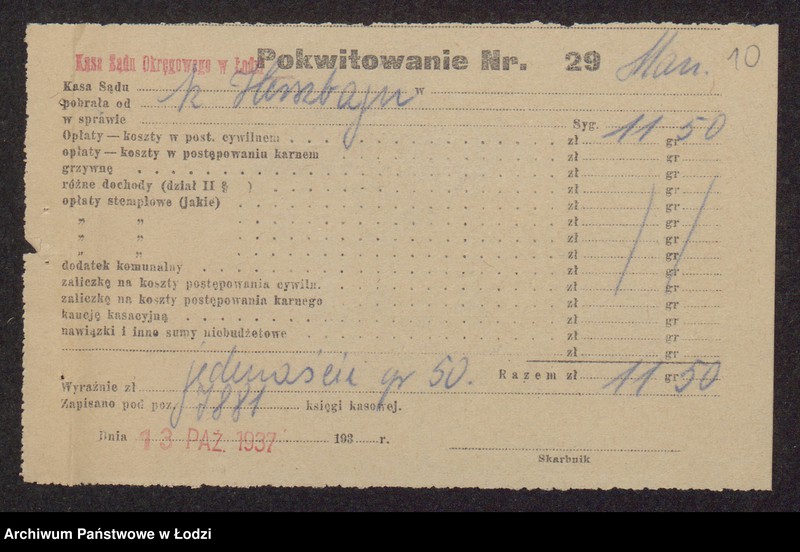 Kasa Sądu Okręgowego w Łodzi Pokwitowanie Nr. 29 10
Kasa Sądu w
pobrała od
w sprawie Syg.
Opłaty—koszty w post. cywilnem zł 11 gr 50
opłaty—koszty w postępowaniu karnem zł gr
grzywnę zł gr
różne dochody (dział II § ) zł gr
opłaty stemplowe (jakie) zł gr
„ „ zł gr
„ „ zł gr
„ „ zł gr
dodatek komunalny zł gr
zaliczkę na koszty postępowania cywiln. zł gr
zaliczkę na koszty postępowania karnego zł gr
kaucję kasacyjną zł gr
nawiązki i inne sumy niebudżetowe zł gr
zł gr
Wyraźnie zł jedenaście gr 50. Razem zł 11 gr 50
Zapisano pod poz. 7881 księgi kasowej.
Dnia 13 PAŹ. 1937 193 r.
Skarbnik
Archiwum Państwowe w Łodzi